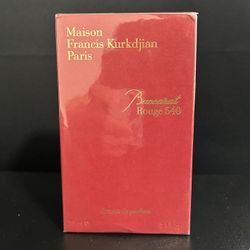 Maison
Francis Kurkdjian
Paris
Baccarat
Rouge 540
Extrait de parfum